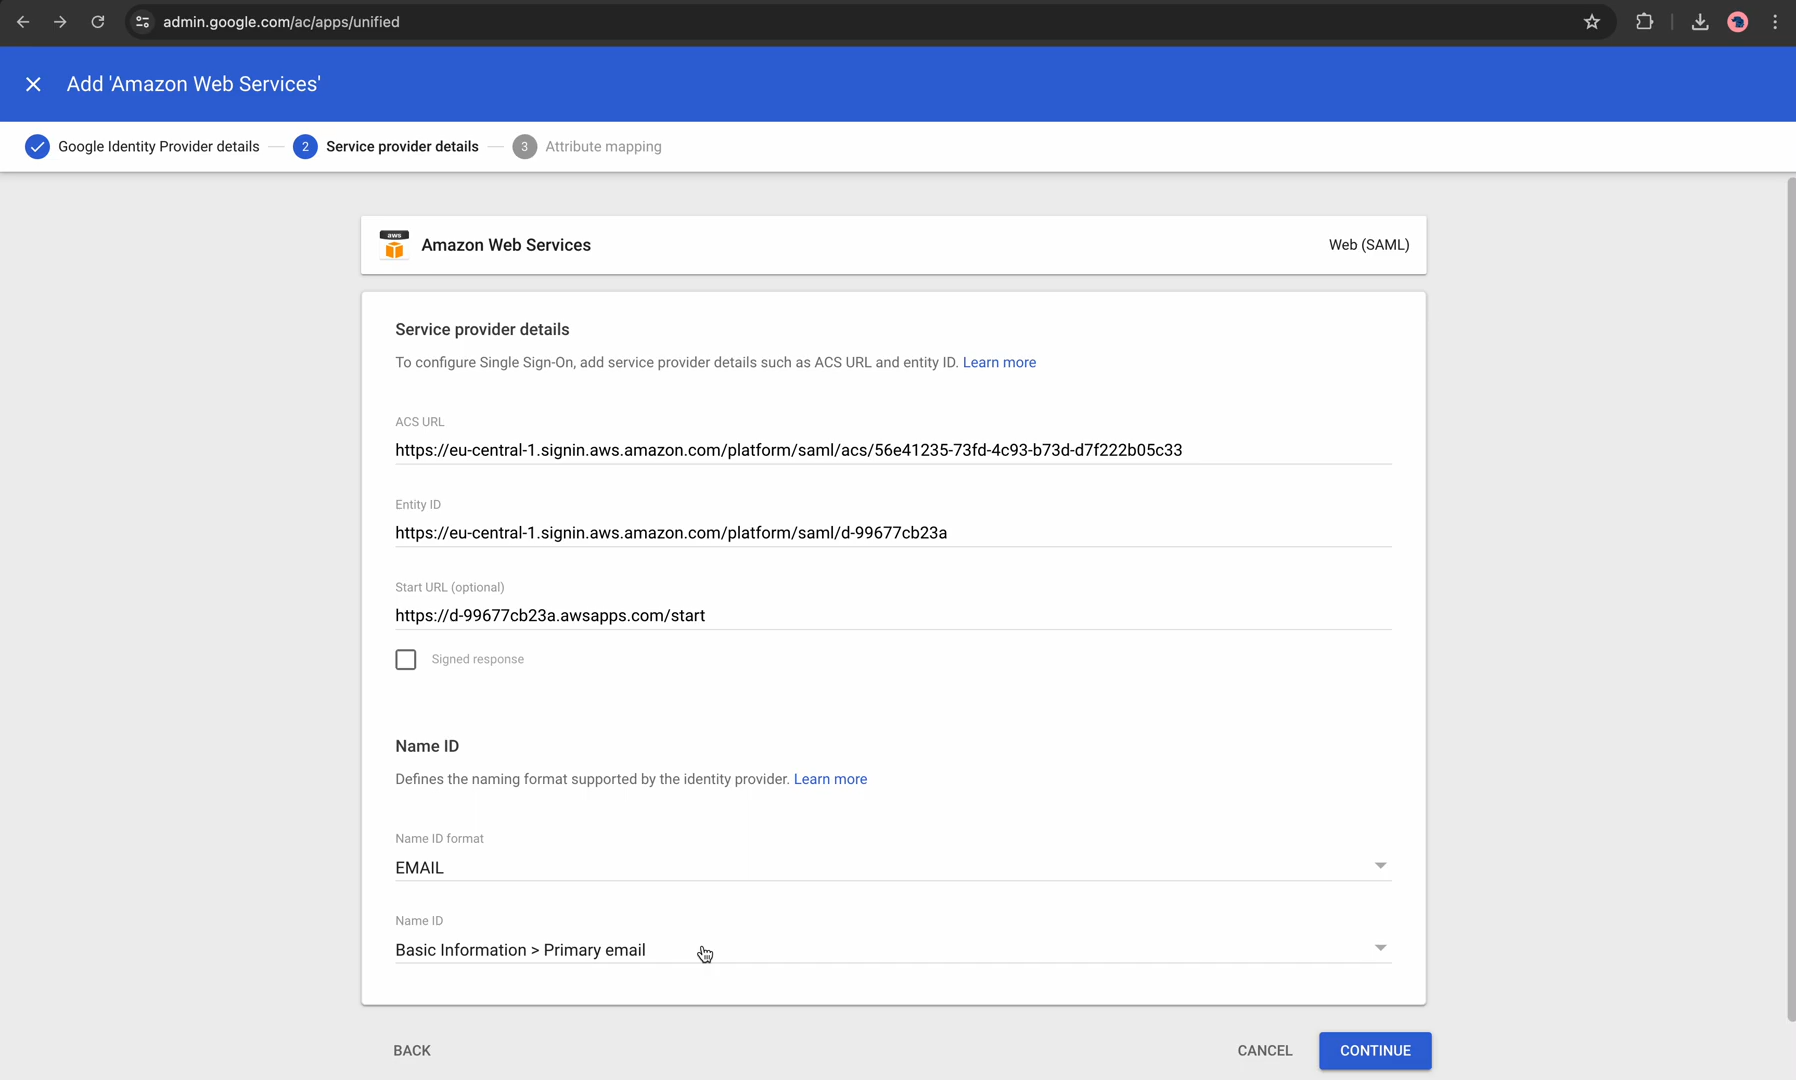 admin.google.com/ac/apps/unified
Add 'Amazon Web Services'
Google Identity Provider details
2 Service provider details
3 Attribute mapping
aws
Amazon Web Services
Web (SAML)
Service provider details
To configure Single Sign-On, add service provider details such as ACS URL and entity ID. Learn more
ACS URL
https://eu-central-1.signin.aws.amazon.com/platform/saml/acs/56e41235-73fd-4c93-b73d-d7f222b05c33
Entity ID
https://eu-central-1.signin.aws.amazon.com/platform/saml/d-99677cb23a
Start URL (optional)
https://d-99677cb23a.awsapps.com/start
Signed response
Name ID
Defines the naming format supported by the identity provider. Learn more
Name ID format
EMAIL
Name ID
Basic Information > Primary email
BACK
CANCEL
CONTINUE